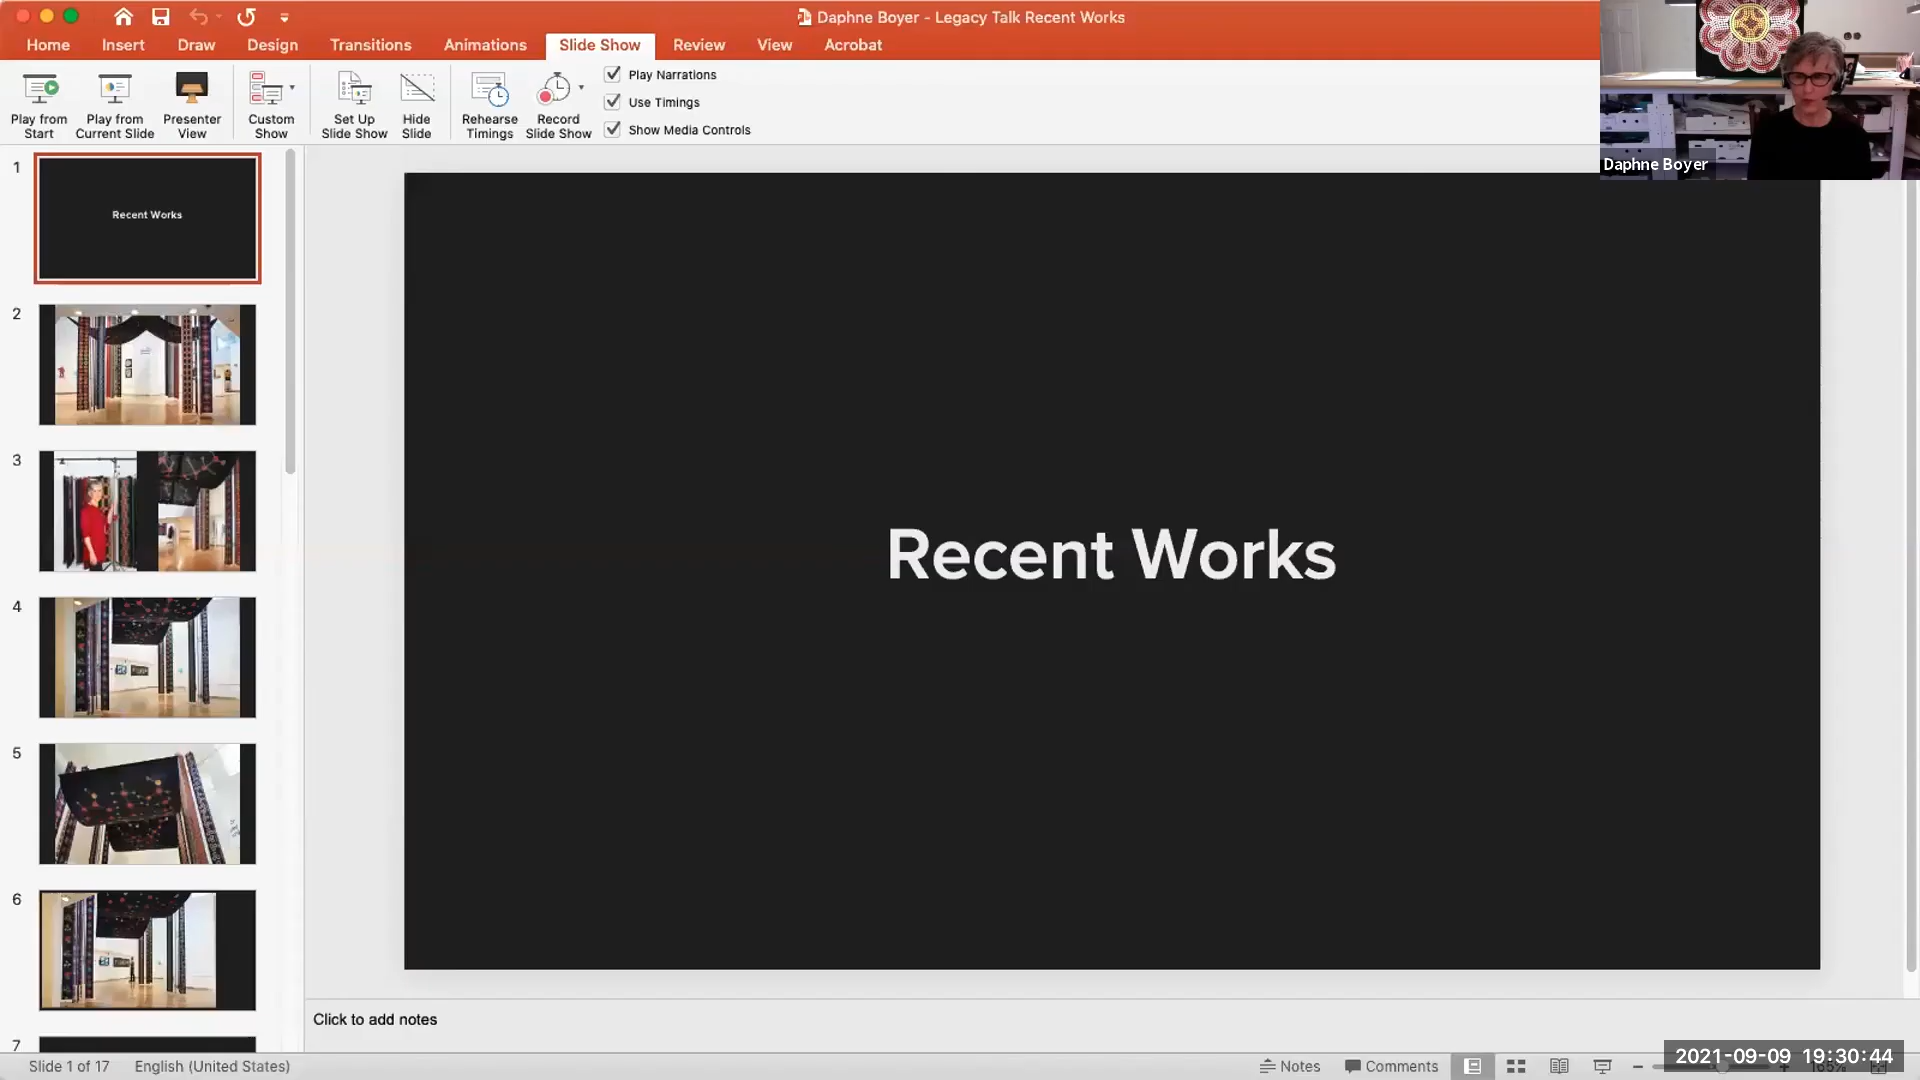 Daphne Boyer - Legacy Talk Recent Works
Home Insert Draw Design Transitions Animations Slide Show Review View Acrobat
Play from Start
Play from Current Slide
Presenter View
Custom Show
Set Up Slide Show
Hide Slide
Rehearse Timings
Record Slide Show
Play Narrations
Use Timings
Show Media Controls
Daphne Boyer
1
Recent Works
2
3
4
5
6
7
Recent Works
Click to add notes
Slide 1 of 17 English (United States) Notes Comments
2021-09-09 19:30:44